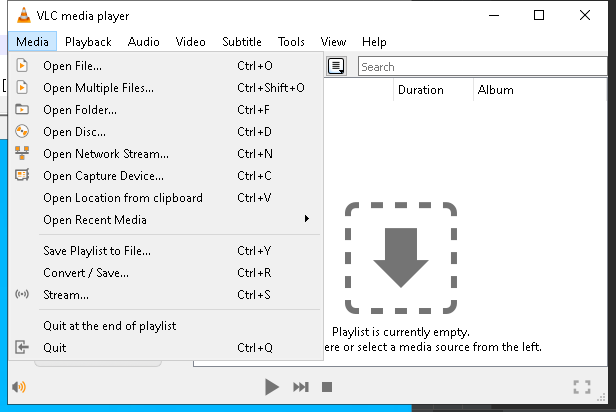 VLC media player
Media Playback Audio Video Subtitle Tools View Help
Open File... Ctrl+O
Open Multiple Files... Ctrl+Shift+O
Open Folder... Ctrl+F
Open Disc... Ctrl+D
Open Network Stream... Ctrl+N
Open Capture Device... Ctrl+C
Open Location from clipboard Ctrl+V
Open Recent Media
Save Playlist to File... Ctrl+Y
Convert / Save... Ctrl+R
Stream... Ctrl+S
Quit at the end of playlist
Quit Ctrl+Q
Search
Duration Album
Playlist is currently empty.
ere or select a media source from the left.